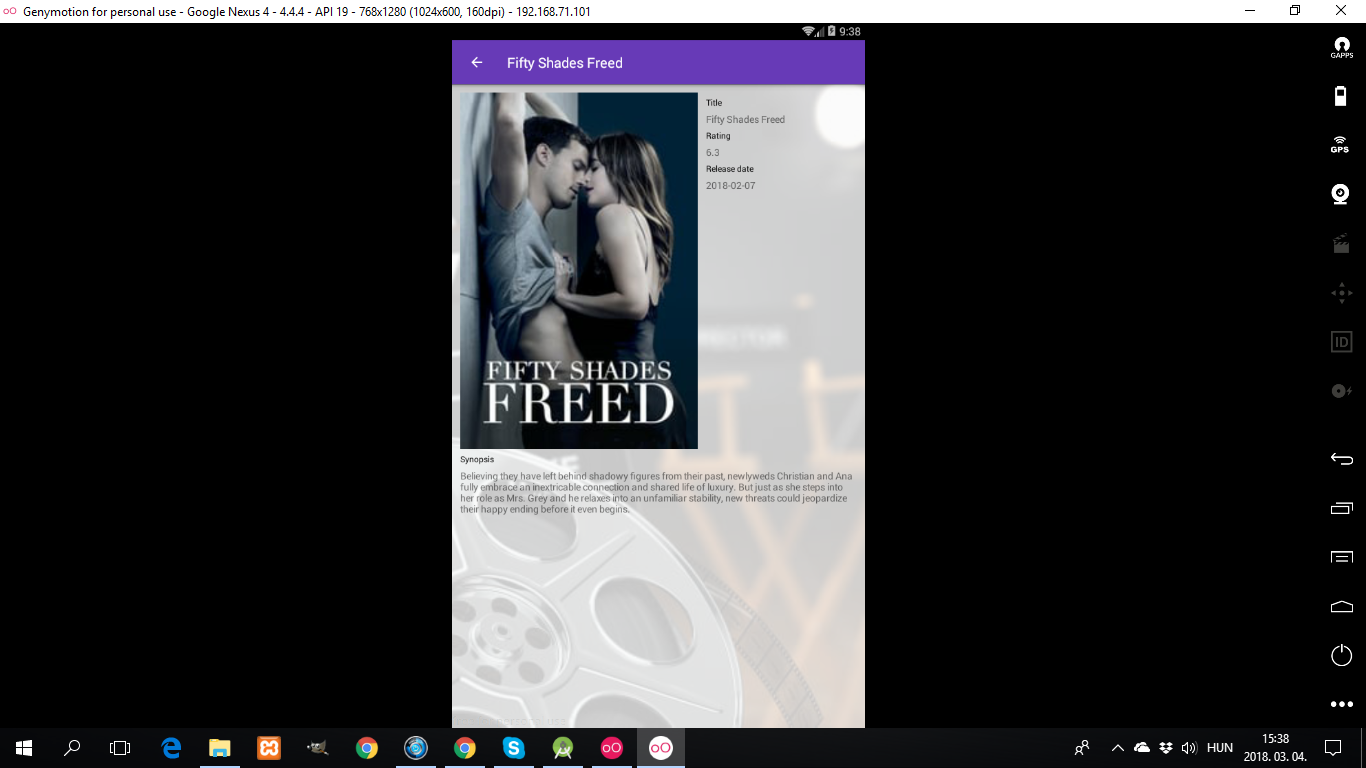 Genymotion for personal use - Google Nexus 4 - 4.4.4 - API 19 - 768x1280 (1024x600, 160dpi) - 192.168.71.101
9:38
Fifty Shades Freed
GAPPS
GPS
ID
FIFTY SHADES
FREED
Title
Fifty Shades Freed
Rating
6.3
Release date
2018-02-07
Synopsis
Believing they have left behind shadowy figures from their past, newlyweds Christian and Ana
fully embrace an inextricable connection and shared life of luxury. But just as she steps into
her role as Mrs. Grey and he relaxes into an unfamiliar stability, new threats could jeopardize
their happy ending before it even begins.
HUN
15:38
2018. 03. 04.